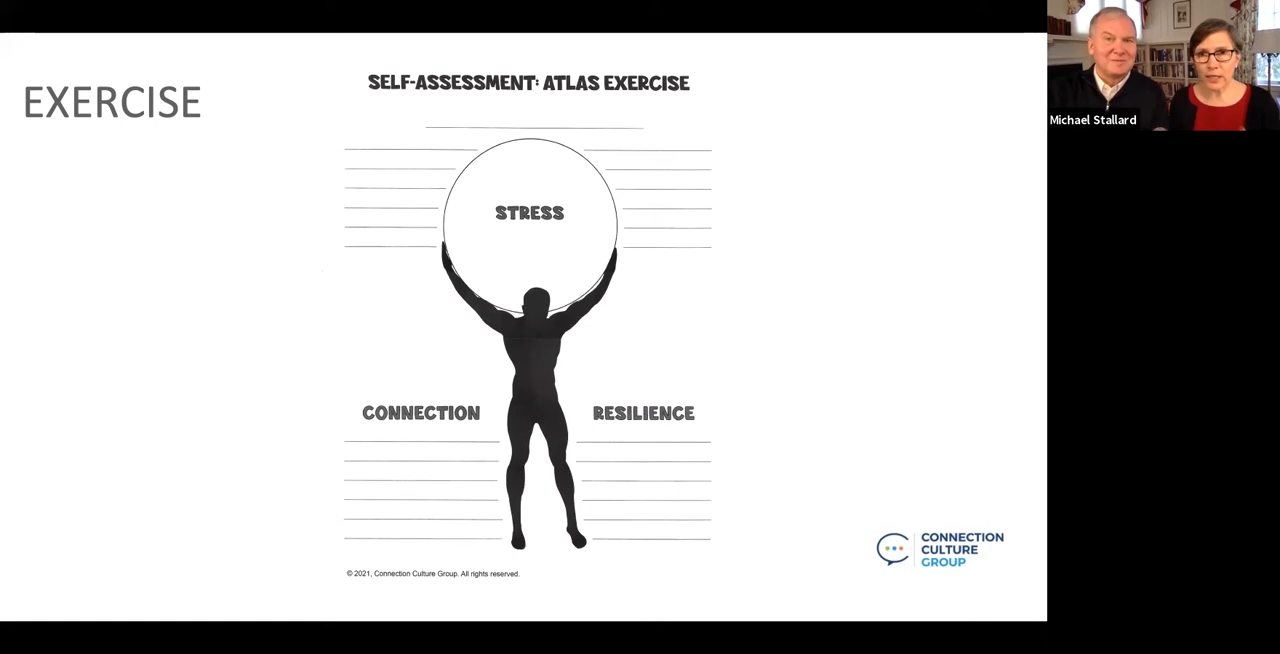 EXERCISE
SELF-ASSESSMENT: ATLAS EXERCISE
STRESS
CONNECTION
RESILIENCE
© 2021, Connection Culture Group. All rights reserved.
CONNECTION
CULTURE
GROUP
Michael Stallard